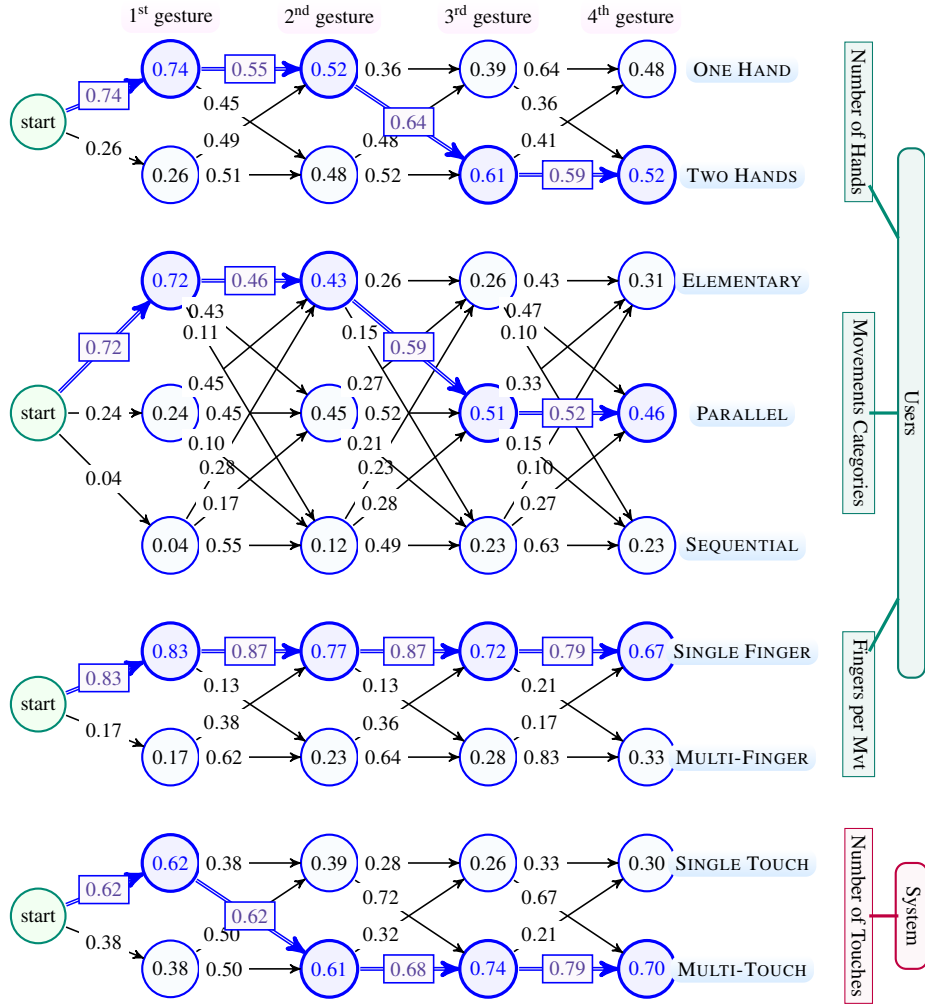 1st gesture 2nd gesture 3rd gesture 4th gesture
0.74 0.55 0.52 0.36 0.39 0.64 0.48 ONE HAND
0.74 0.45 0.36
start 0.64
0.26 0.49 0.48 0.41
0.26 0.51 0.48 0.52 0.61 0.59 0.52 TWO HANDS
Number of Hands
0.72 0.46 0.43 0.26 0.26 0.43 0.31 ELEMENTARY
0.43 0.47
0.11 0.15 0.10
0.72 0.59
0.45 0.27 0.33
start 0.24 0.24 0.45 0.45 0.52 0.51 0.52 0.46 PARALLEL
0.10 0.21 0.15
0.28 0.23 0.10
0.04 0.17 0.28 0.27
0.04 0.55 0.12 0.49 0.23 0.63 0.23 SEQUENTIAL
Movements Categories
Users
0.83 0.87 0.77 0.87 0.72 0.79 0.67 SINGLE FINGER
0.83 0.13 0.13 0.21
start
0.17 0.38 0.36 0.17
0.17 0.62 0.23 0.64 0.28 0.83 0.33 MULTI-FINGER
Fingers per Mvt
0.62 0.38 0.39 0.28 0.26 0.33 0.30 SINGLE TOUCH
0.62 0.72 0.67
start 0.62
0.38 0.50 0.32 0.21
0.38 0.50 0.61 0.68 0.74 0.79 0.70 MULTI-TOUCH
Number of Touches
System